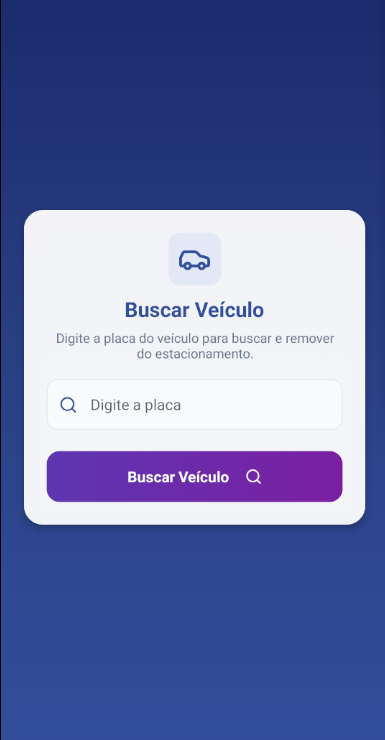 Buscar Veículo
Digite a placa do veículo para buscar e remover
do estacionamento.
Digite a placa
Buscar Veículo